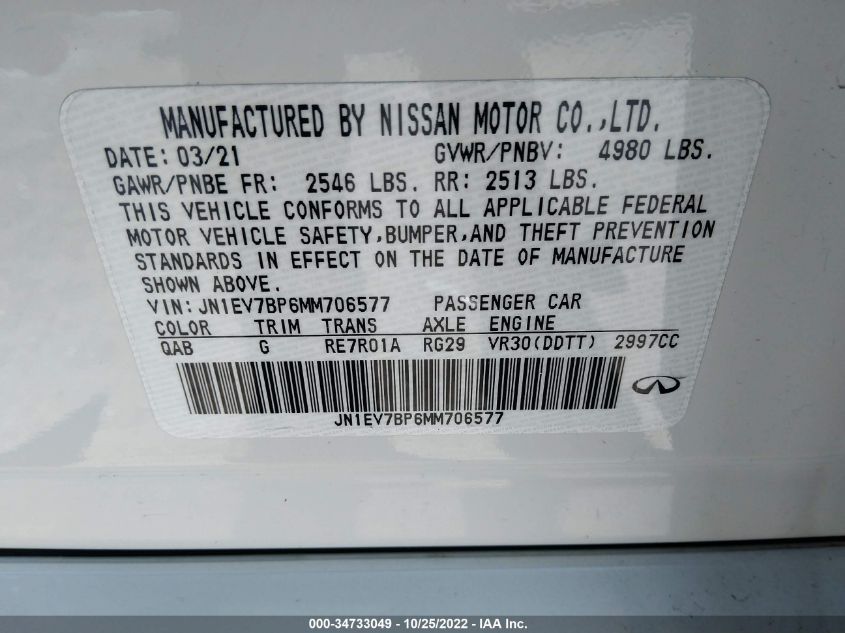 MANUFACTURED BY NISSAN MOTOR CO.,LTD.
DATE: 03/21 GVWR/PNBV: 4980 LBS.
GAWR/PNBE FR: 2546 LBS. RR: 2513 LBS.
THIS VEHICLE CONFORMS TO ALL APPLICABLE FEDERAL
MOTOR VEHICLE SAFETY,BUMPER,AND THEFT PREVENTION
STANDARDS IN EFFECT ON THE DATE OF MANUFACTURE
SHOWN ABOVE.
VIN: JN1EV7BP6MM706577 PASSENGER CAR
COLOR TRIM TRANS AXLE ENGINE
QAB G RE7R01A RG29 VR30(DDTT) 2997CC
JN1EV7BP6MM706577
000-34733049 - 10/25/2022 - IAA Inc.